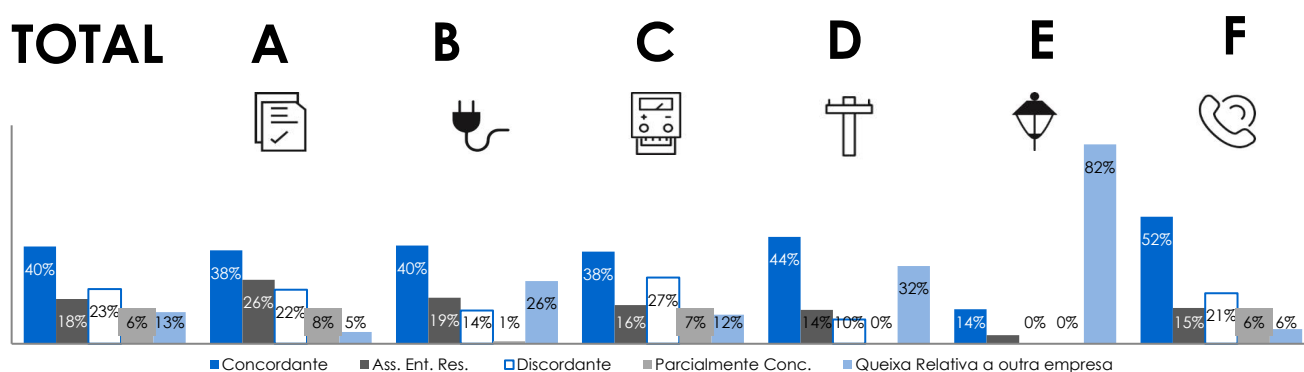 TOTAL A B C D E F
40% 18% 23% 6% 13%
38% 26% 22% 8% 5%
40% 19% 14% 1% 26%
38% 16% 27% 7% 12%
44% 14% 10% 0% 32%
14% 0% 0% 82%
52% 15% 21% 6% 6%
Concordante Ass. Ent. Res. Discordante Parcialmente Conc. Queixa Relativa a outra empresa